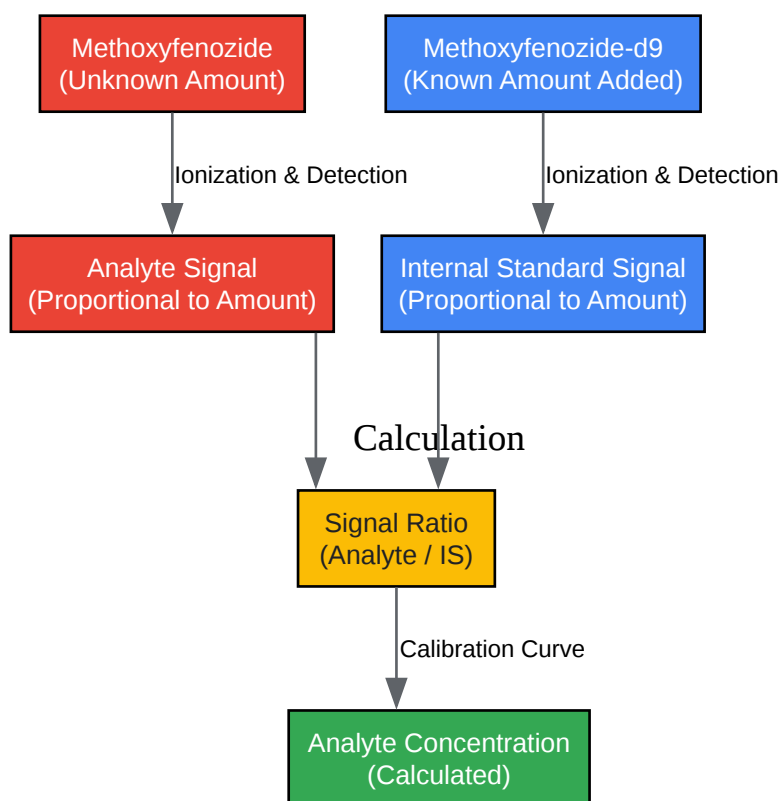 Methoxyfenozide
(Unknown Amount)
Methoxyfenozide-d9
(Known Amount Added)
Ionization & Detection
Ionization & Detection
Analyte Signal
(Proportional to Amount)
Internal Standard Signal
(Proportional to Amount)
Calculation
Signal Ratio
(Analyte / IS)
Calibration Curve
Analyte Concentration
(Calculated)